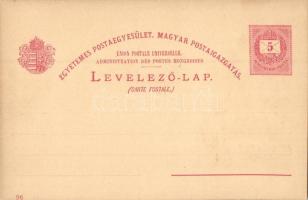 EGYETEMES POSTAEGYESÜLET. MAGYAR POSTAIGAZGATÁS.
UNION POSTALE UNIVERSELLE.
ADMINISTRATION DES POSTES HONGROISES
LEVELEZŐ-LAP.
(CARTE POSTALE.)
5
96